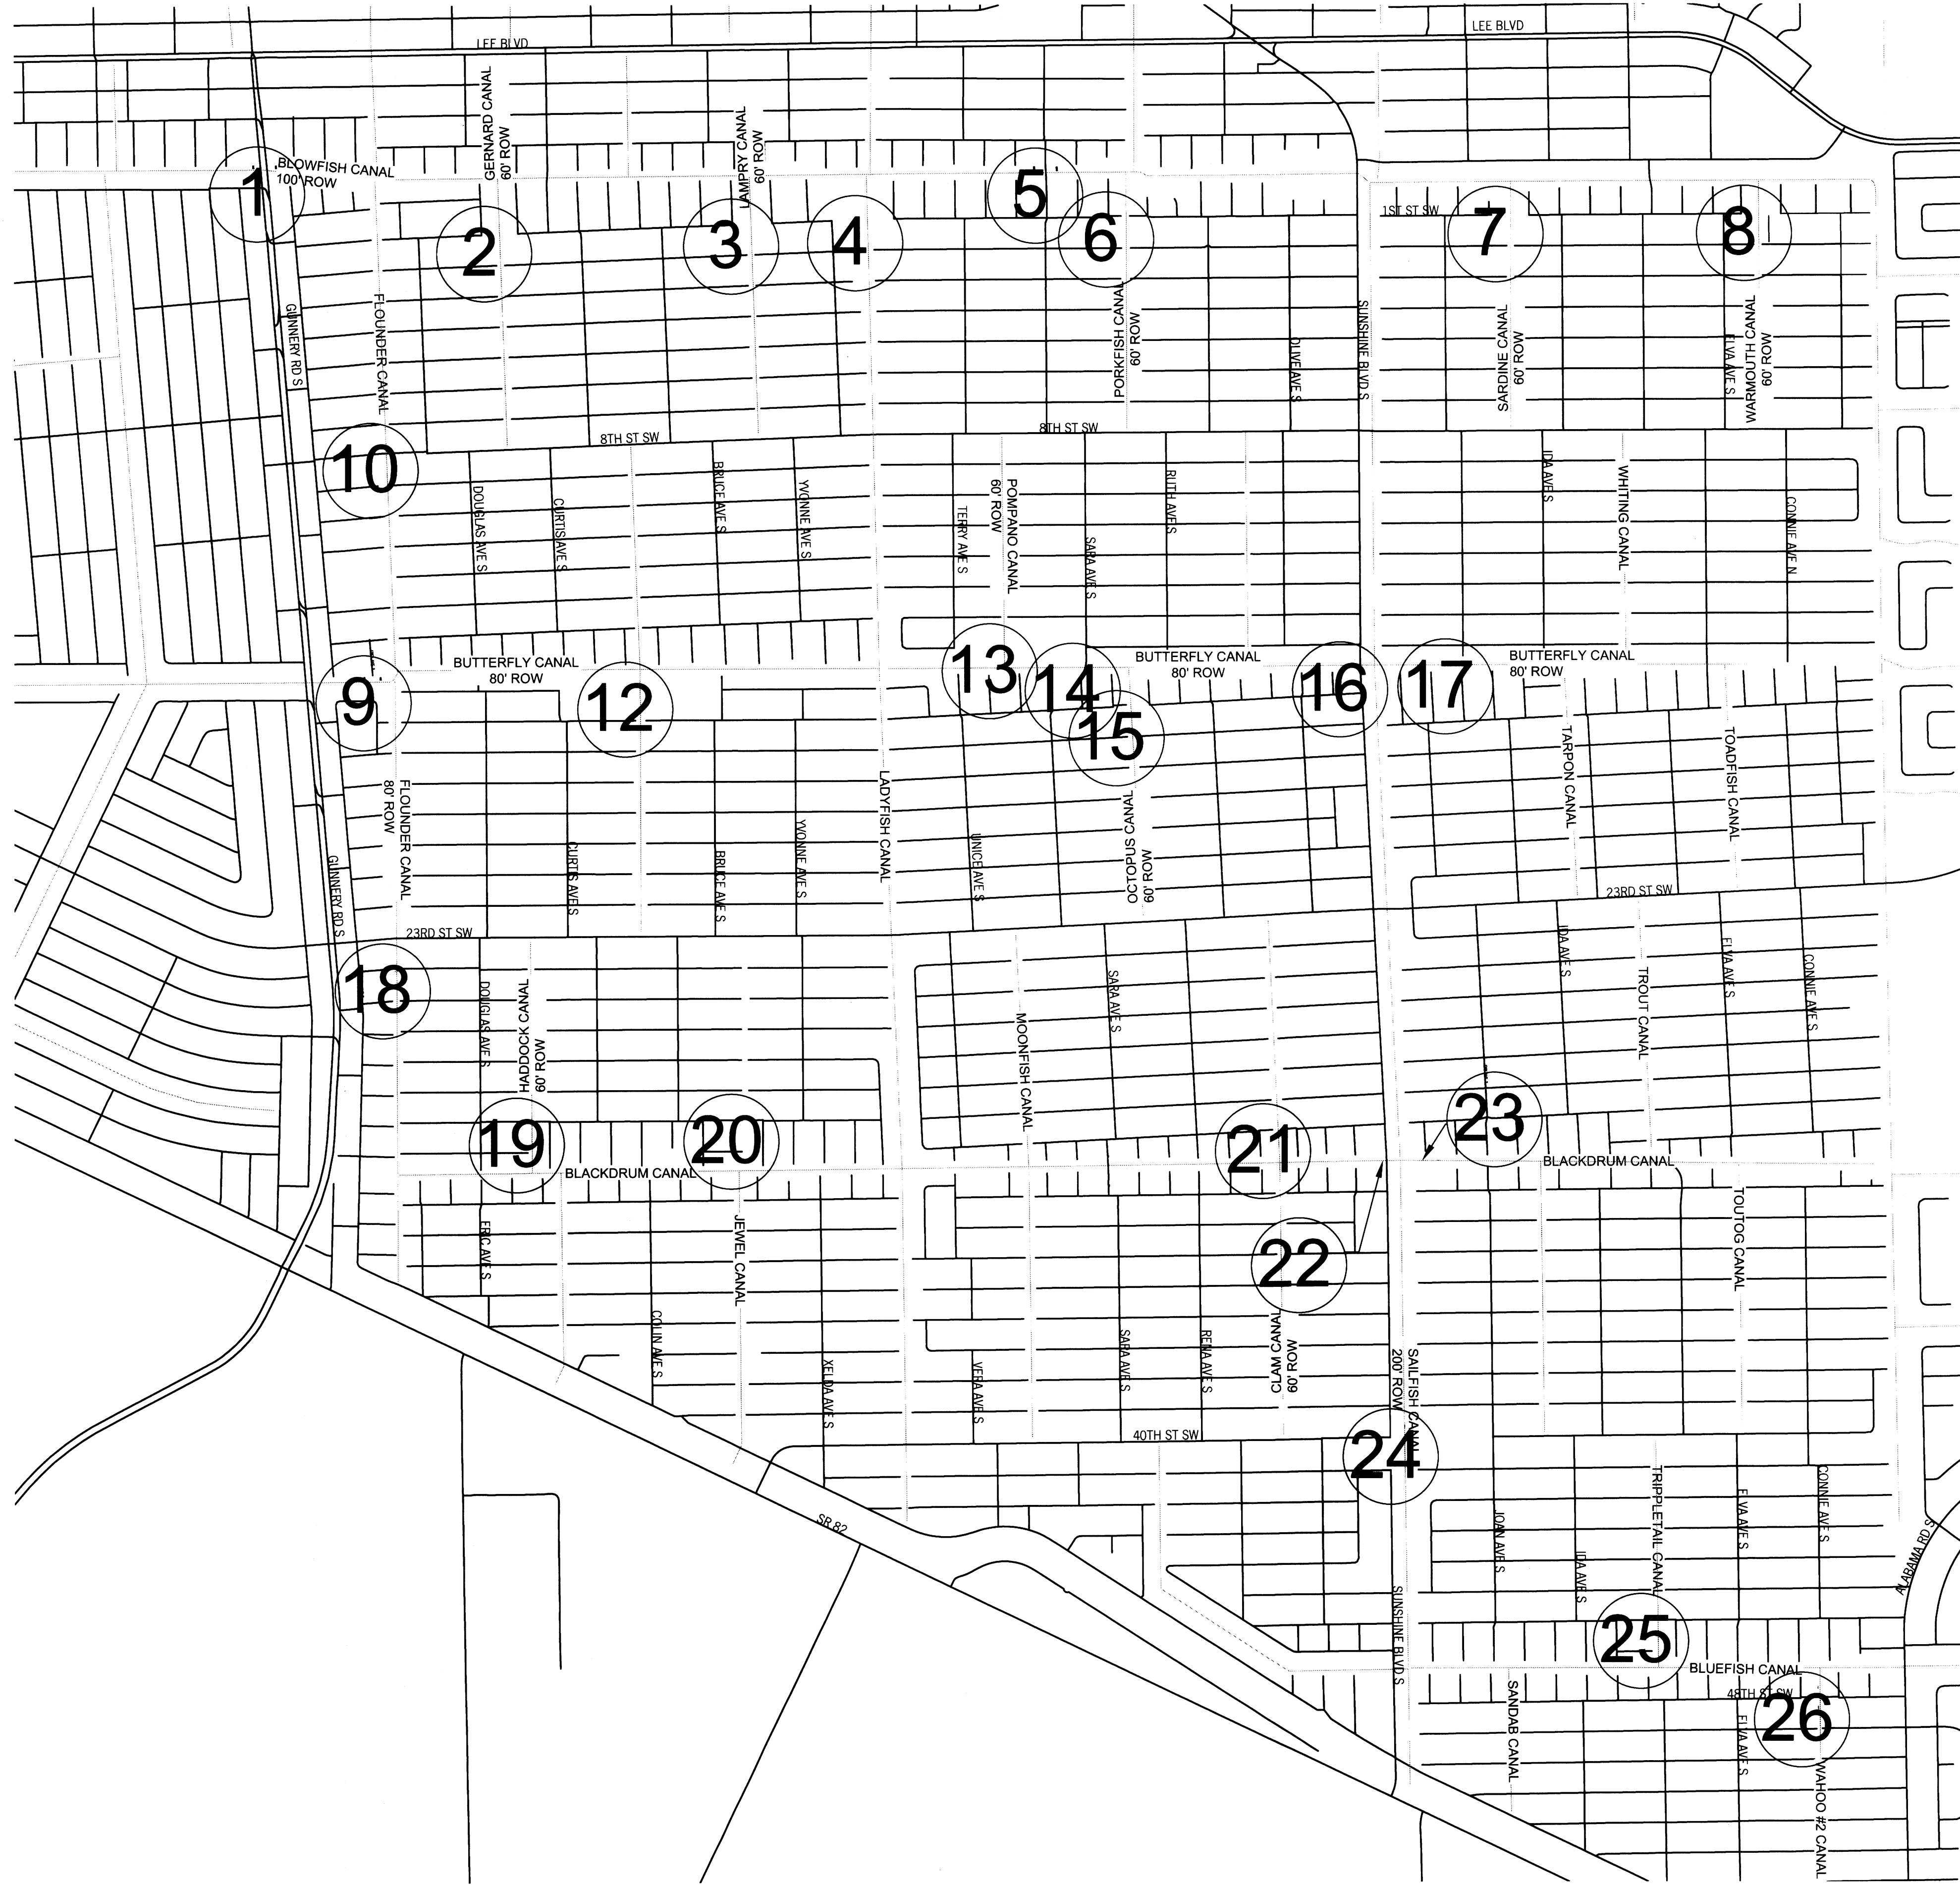 LEE BLVD
LEE BLVD
GERNARD CANAL
60' ROW
LAMPRY CANAL
60' ROW
BLOWFISH CANAL
100' ROW
1
2
3
4
5
6
1ST ST SW
7
8
GUNNERY RD S
FLOUNDER CANAL
PORKFISH CANAL
60' ROW
OLIVE AVE S
SUNSHINE BLVD S
SARDINE CANAL
60' ROW
ELVA AVE S
WARMOUTH CANAL
60' ROW
10
8TH ST SW
8TH ST SW
DOUGLAS AVE S
CURTIS AVE S
BRUCE AVE S
YVONNE AVE S
TERRY AVE S
60' ROW
POMPANO CANAL
SARA AVE S
RUTH AVE S
IDA AVE S
WHITING CANAL
CONNIE AVE N
9
BUTTERFLY CANAL
80' ROW
12
13
14
15
BUTTERFLY CANAL
80' ROW
16
17
BUTTERFLY CANAL
80' ROW
GUNNERY RD S
80' ROW
FLOUNDER CANAL
CURTIS AVE S
BRUCE AVE S
YVONNE AVE S
LADYFISH CANAL
UNICE AVE S
OCTOPUS CANAL
60' ROW
TARPON CANAL
TOADFISH CANAL
23RD ST SW
23RD ST SW
18
DOUGLAS AVE S
HADDOCK CANAL
60' ROW
MOONFISH CANAL
SARA AVE S
IDA AVE S
TROUT CANAL
ELVA AVE S
CONNIE AVE S
19
20
21
23
BLACKDRUM CANAL
BLACKDRUM CANAL
22
ERIC AVE S
COLIN AVE S
JEWEL CANAL
XELDA AVE S
VERA AVE S
SARA AVE S
RENA AVE S
CLAM CANAL
60' ROW
200' ROW
SAILFISH CANAL
TOUTOG CANAL
40TH ST SW
24
SR 82
SUNSHINE BLVD S
JOAN AVE S
IDA AVE S
TRIPPLETAIL CANAL
ELVA AVE S
CONNIE AVE S
ALABAMA RD S
25
BLUEFISH CANAL
48TH ST SW
26
SANDAB CANAL
ELVA AVE S
WAHOO #2 CANAL